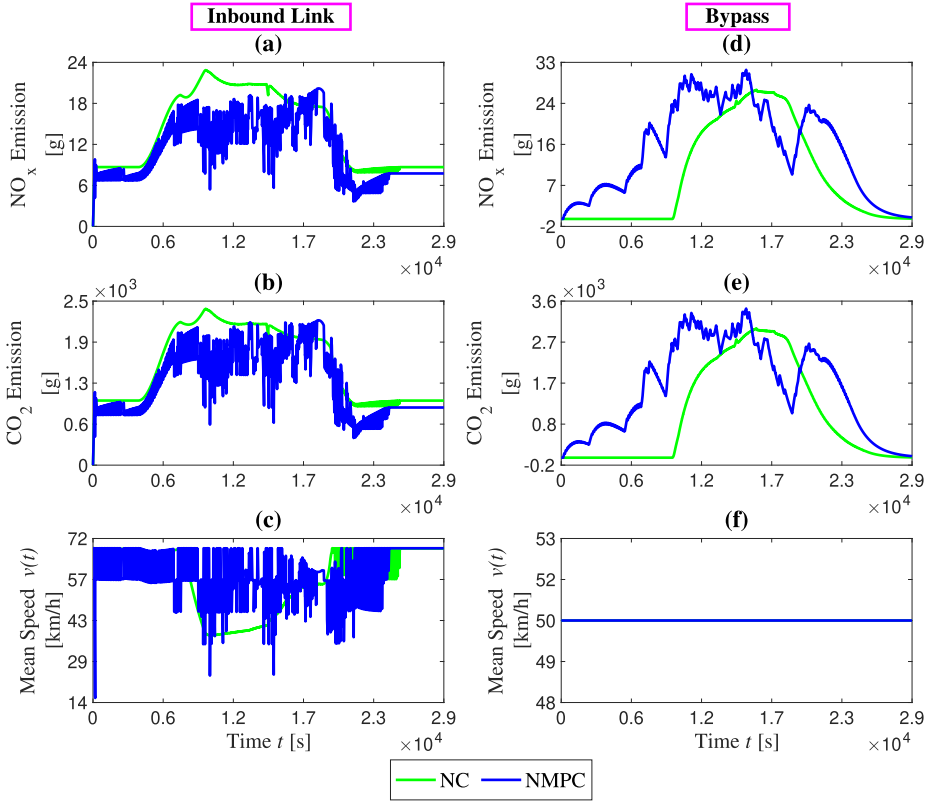 Inbound Link
Bypass
(a)
NOx Emission
[g]
24
18
12
6
0
0 0.6 1.2 1.7 2.3 2.9
×10^4
(d)
NOx Emission
[g]
33
24
16
7
-2
0 0.6 1.2 1.7 2.3 2.9
×10^4
(b)
×10^3
CO2 Emission
[g]
2.5
1.9
1.3
0.6
0
0 0.6 1.2 1.7 2.3 2.9
×10^4
(e)
×10^3
CO2 Emission
[g]
3.6
2.7
1.7
0.8
-0.2
0 0.6 1.2 1.7 2.3 2.9
×10^4
(c)
Mean Speed v(t)
[km/h]
72
57
43
29
14
0 0.6 1.2 1.7 2.3 2.9
Time t [s]
×10^4
(f)
Mean Speed v(t)
[km/h]
53
52
50
49
48
0 0.6 1.2 1.7 2.3 2.9
Time t [s]
×10^4
NC NMPC